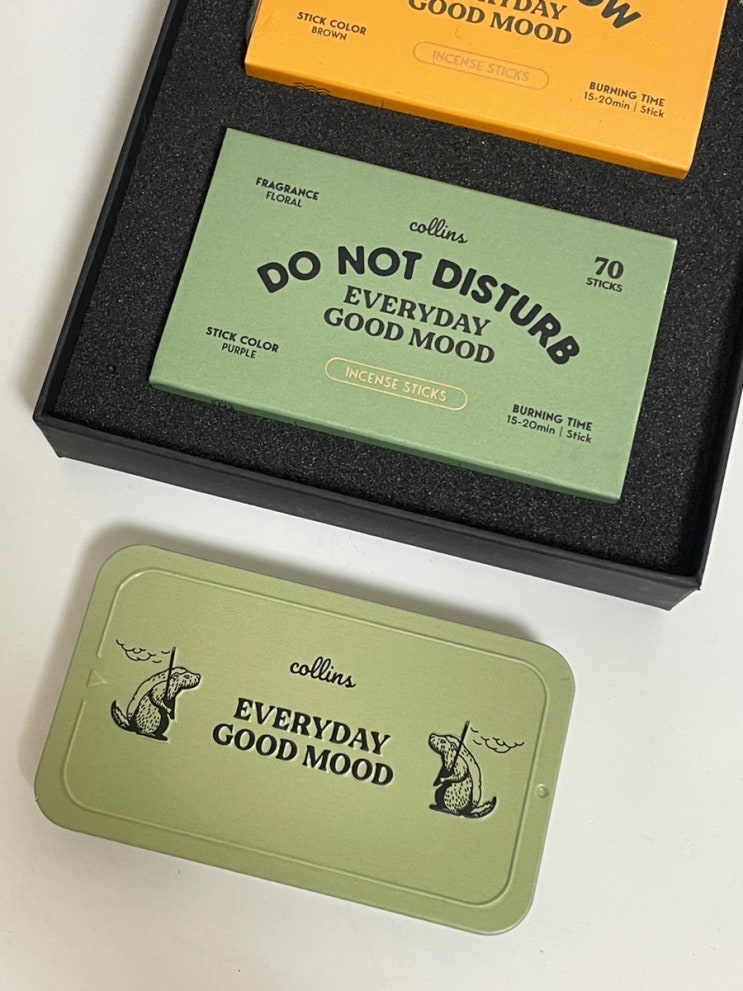 STICK COLOR
BROWN
EVERYDAY
GOOD MOOD
INCENSE STICKS
BURNING TIME
15-20min | Stick
FRAGRANCE
FLORAL
collins
70
STICKS
DO NOT DISTURB
EVERYDAY
GOOD MOOD
STICK COLOR
PURPLE
INCENSE STICKS
BURNING TIME
15-20min | Stick
collins
EVERYDAY
GOOD MOOD